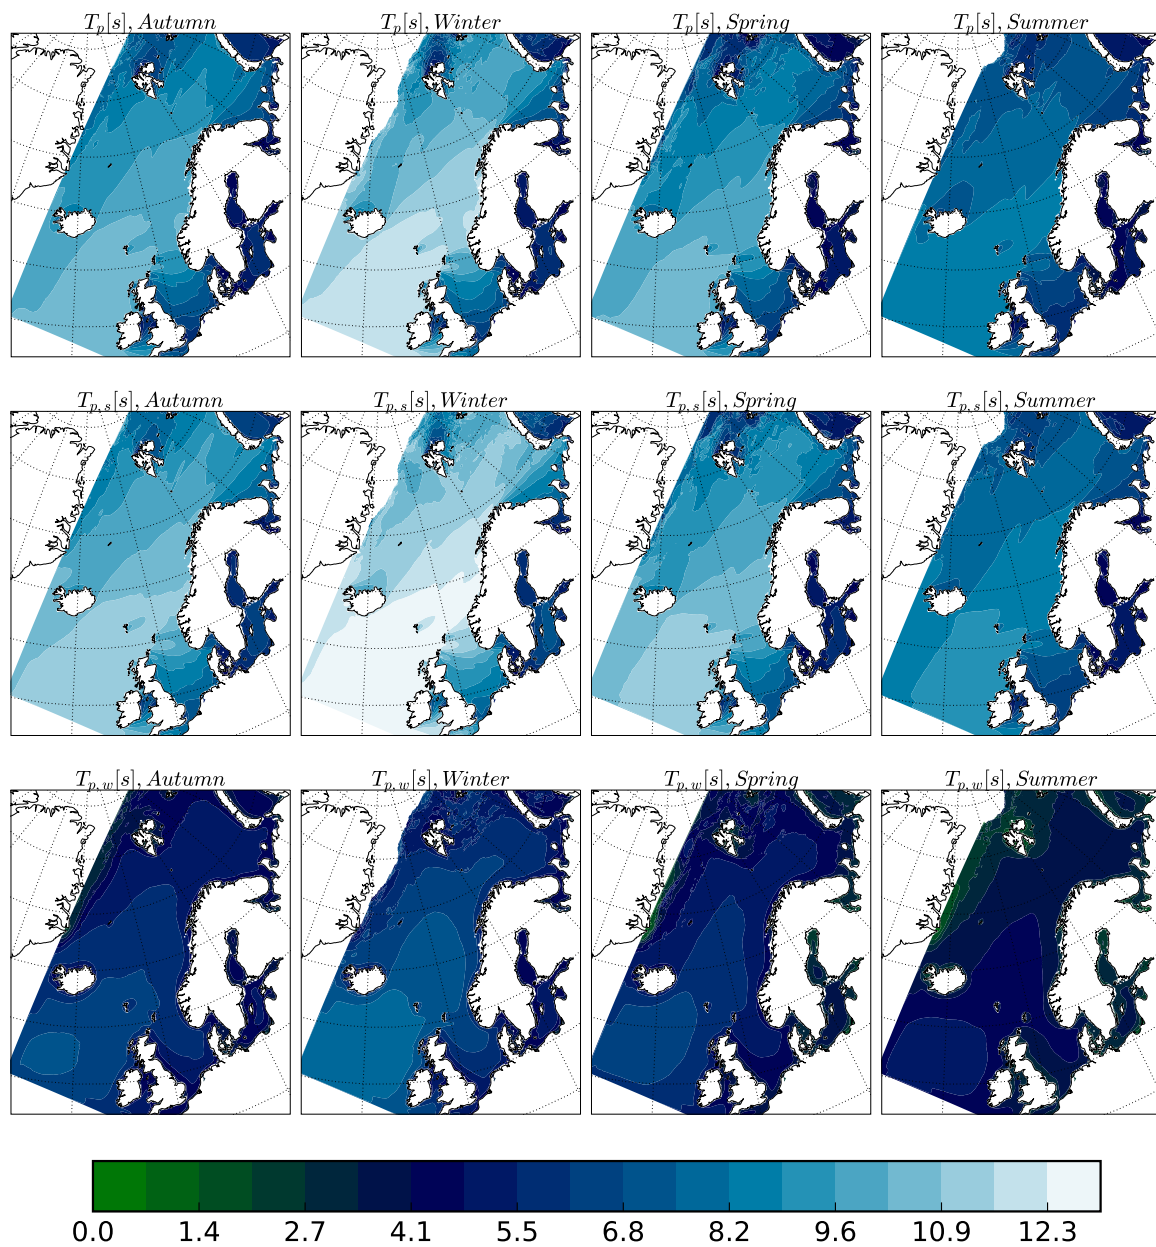 T_p[s], Autumn
T_p[s], Winter
T_p[s], Spring
T_p[s], Summer
T_{p,s}[s], Autumn
T_{p,s}[s], Winter
T_{p,s}[s], Spring
T_{p,s}[s], Summer
T_{p,w}[s], Autumn
T_{p,w}[s], Winter
T_{p,w}[s], Spring
T_{p,w}[s], Summer
0.0 1.4 2.7 4.1 5.5 6.8 8.2 9.6 10.9 12.3